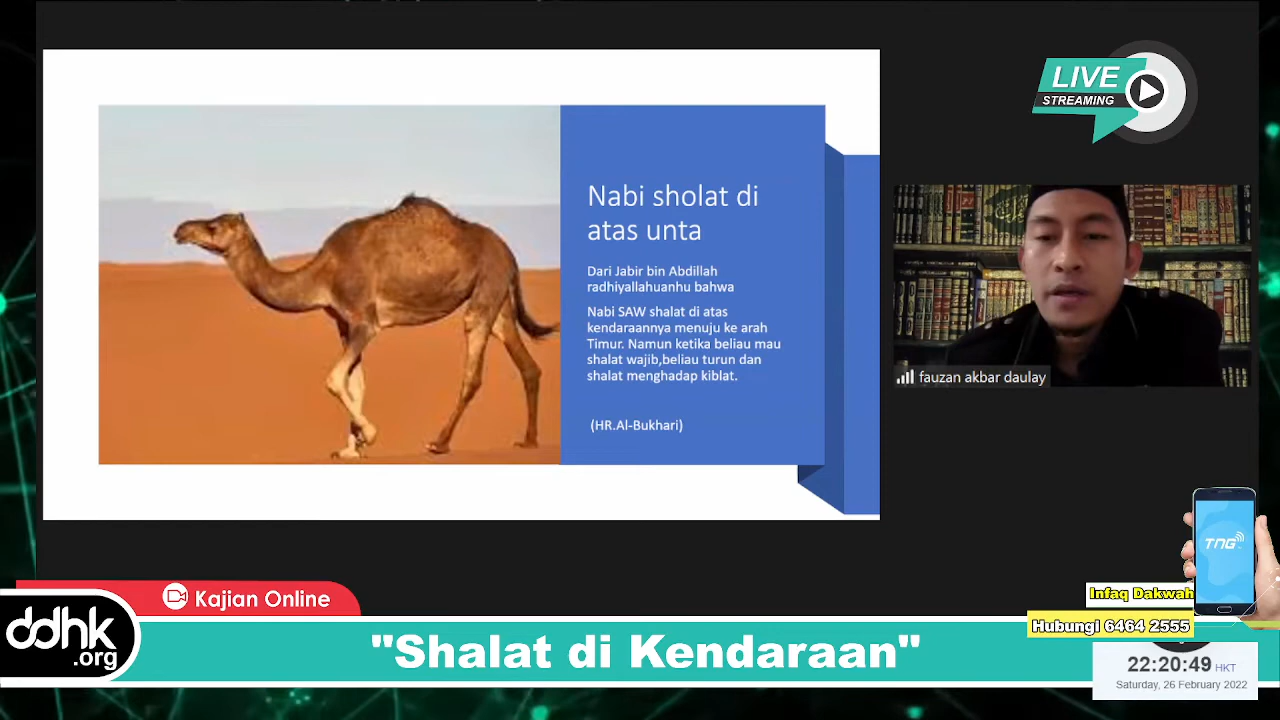 LIVE
STREAMING
Nabi sholat di
atas unta
Dari Jabir bin Abdillah
radhiyallahuanhu bahwa
Nabi SAW shalat di atas
kendaraannya menuju ke arah
Timur. Namun ketika beliau mau
shalat wajib,beliau turun dan
shalat menghadap kiblat.
(HR.Al-Bukhari)
fauzan akbar daulay
TNG
Kajian Online
Infaq Dakwah
Hubungi 6464 2555
ddhk
.org
"Shalat di Kendaraan"
22:20:49 HKT
Saturday, 26 February 2022